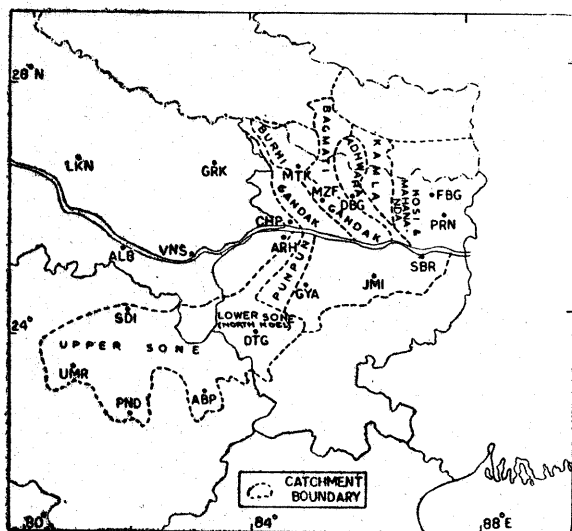 28°N
LKN
GRK
BURHI
GANDAK
MTK
MZF
GANDAK
BAGMATI
ADHWARA
DBG
KAMLA
KOSI &
MAHANA
NDA
FBG
PRN
CHP
ARH
ALB
VNS
SBR
PUNPUN
GYA
JMI
24°
SDI
LOWER SONE
(NORTH KOEL)
DTG
UPPER SONE
UMR
PND
ABP
CATCHMENT
BOUNDARY
80°
84°
88°E